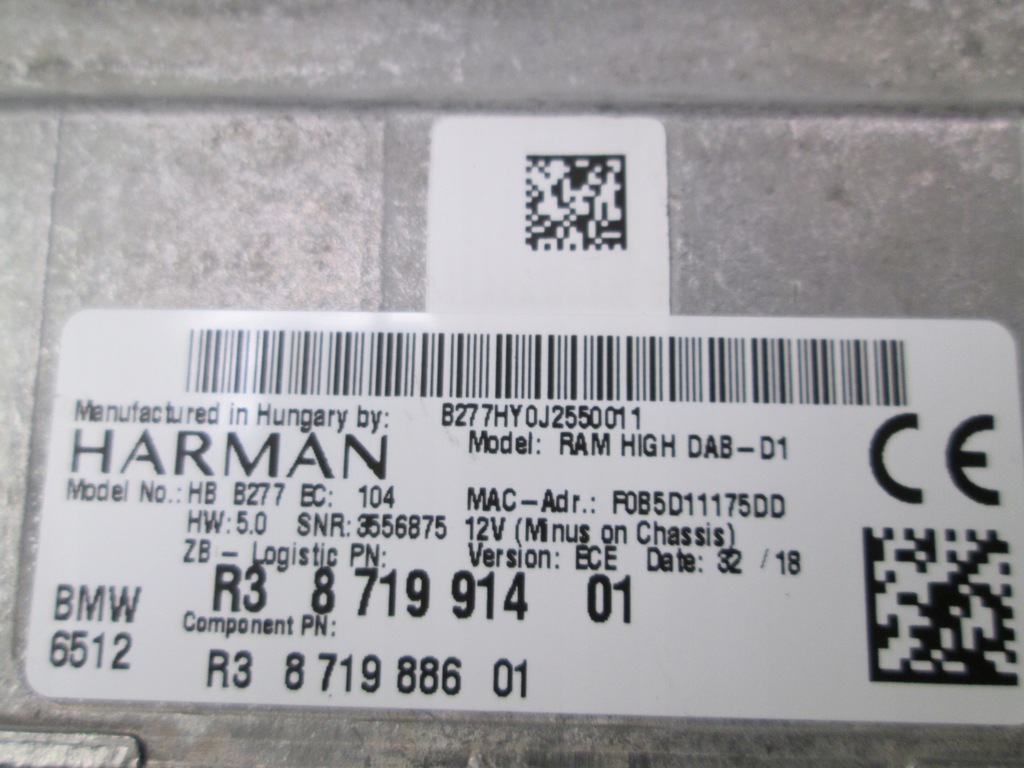 Manufactured in Hungary by: B277HY0J2550011
HARMAN Model: RAM HIGH DAB-D1
Model No.: HB B277 EC: 104 MAC-Adr.: F0B5D11175DD
HW: 5.0 SNR: 3556875 12V (Minus on Chassis)
ZB - Logistic PN: Version: ECE Date: 32 / 18
R3 8 719 914 01
BMW Component PN:
6512 R3 8 719 886 01
CE